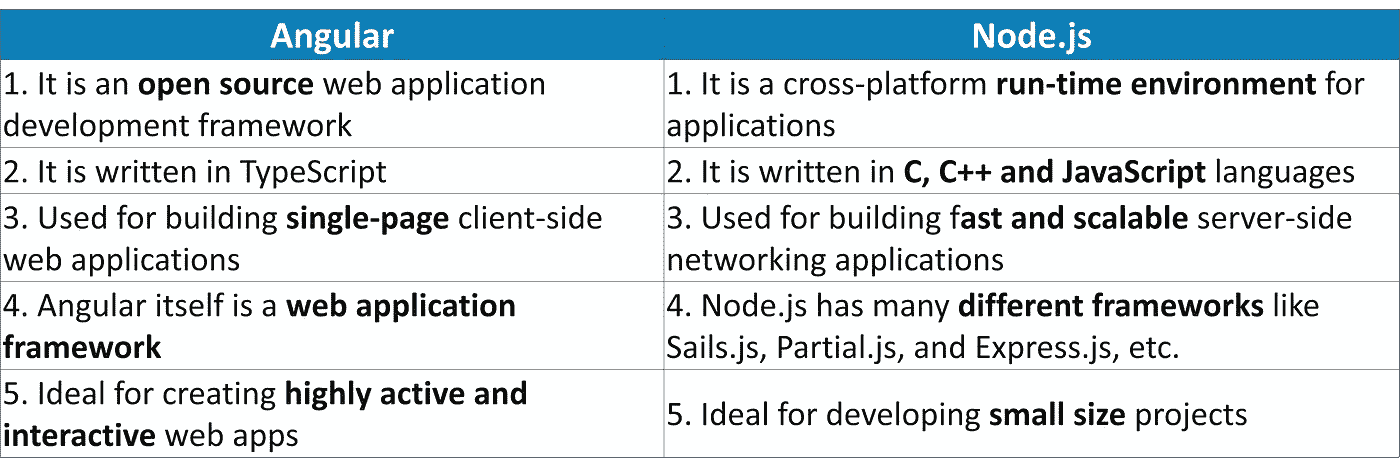 Angular
Node.js
1. It is an open source web application
development framework
1. It is a cross-platform run-time environment for
applications
2. It is written in TypeScript
2. It is written in C, C++ and JavaScript languages
3. Used for building single-page client-side
web applications
3. Used for building fast and scalable server-side
networking applications
4. Angular itself is a web application
framework
4. Node.js has many different frameworks like
Sails.js, Partial.js, and Express.js, etc.
5. Ideal for creating highly active and
interactive web apps
5. Ideal for developing small size projects